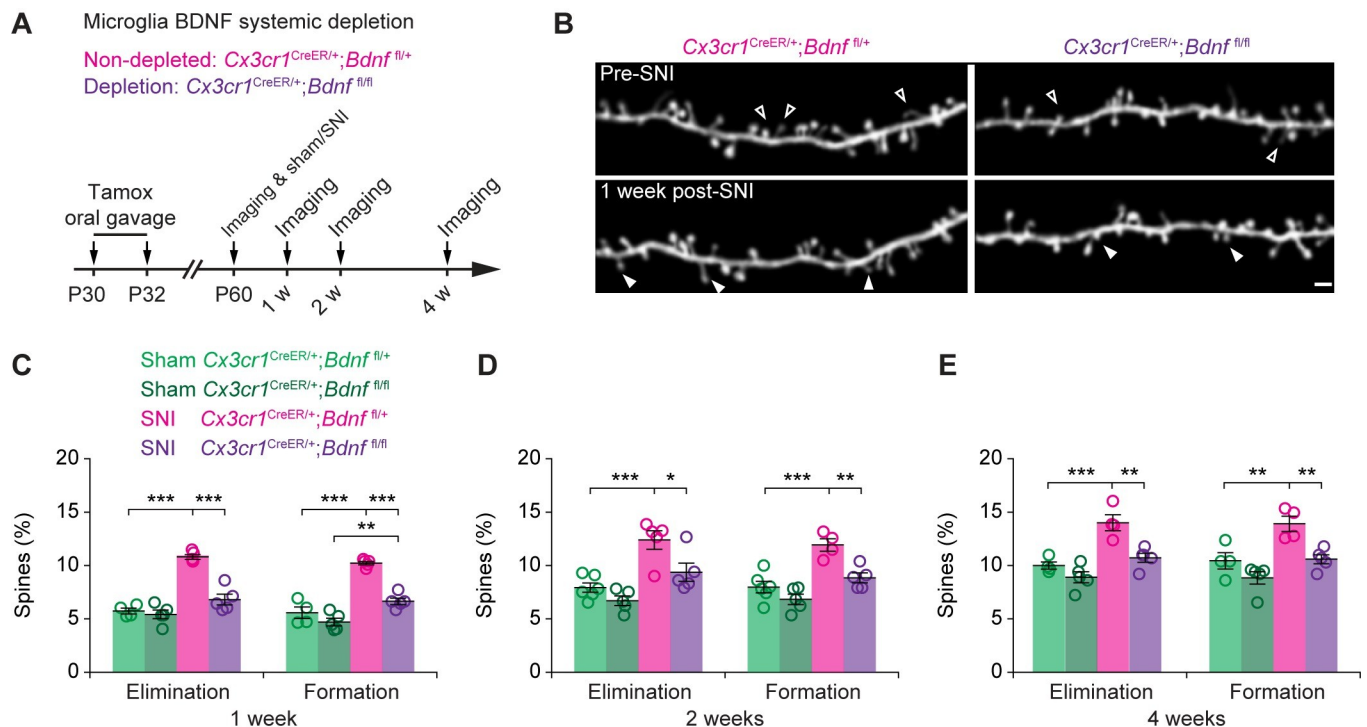 A
Microglia BDNF systemic depletion
Non-depleted: Cx3cr1CreER/+;Bdnf fl/+
Depletion: Cx3cr1CreER/+;Bdnf fl/fl
Tamox
oral gavage
Imaging & sham/SNI
Imaging
Imaging
Imaging
P30
P32
P60
1 w
2 w
4 w
B
Cx3cr1CreER/+;Bdnf fl/+
Cx3cr1CreER/+;Bdnf fl/fl
Pre-SNI
1 week post-SNI
C
Sham Cx3cr1CreER/+;Bdnf fl/+
Sham Cx3cr1CreER/+;Bdnf fl/fl
SNI Cx3cr1CreER/+;Bdnf fl/+
SNI Cx3cr1CreER/+;Bdnf fl/fl
Spines (%)
20
15
10
5
0
*** ***
*** ***
**
Elimination
Formation
1 week
D
Spines (%)
20
15
10
5
0
*** *
*** **
Elimination
Formation
2 weeks
E
Spines (%)
20
15
10
5
0
*** **
** **
Elimination
Formation
4 weeks